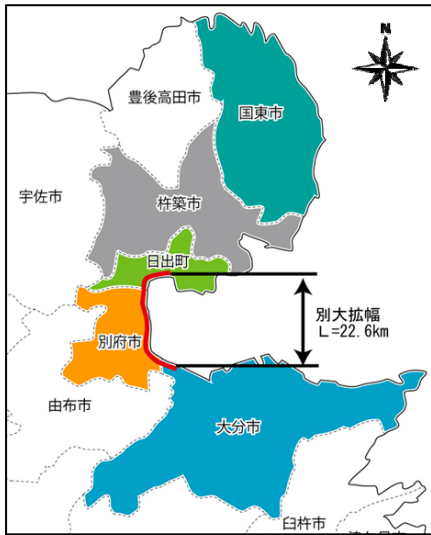 豊後高田市
国東市
宇佐市
杵築市
日出町
別大拡幅
L=22.6km
別府市
由布市
大分市
臼杵市